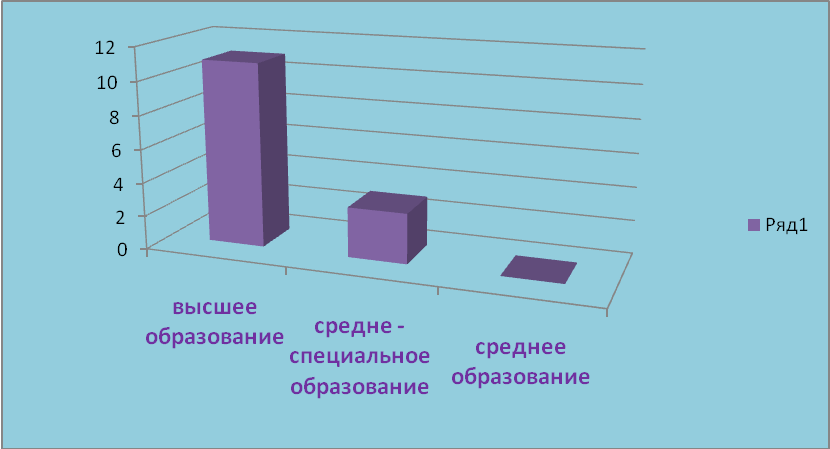 12
10
8
6
4
2
0
высшее
образование
средне -
специальное
образование
среднее
образование
Ряд1